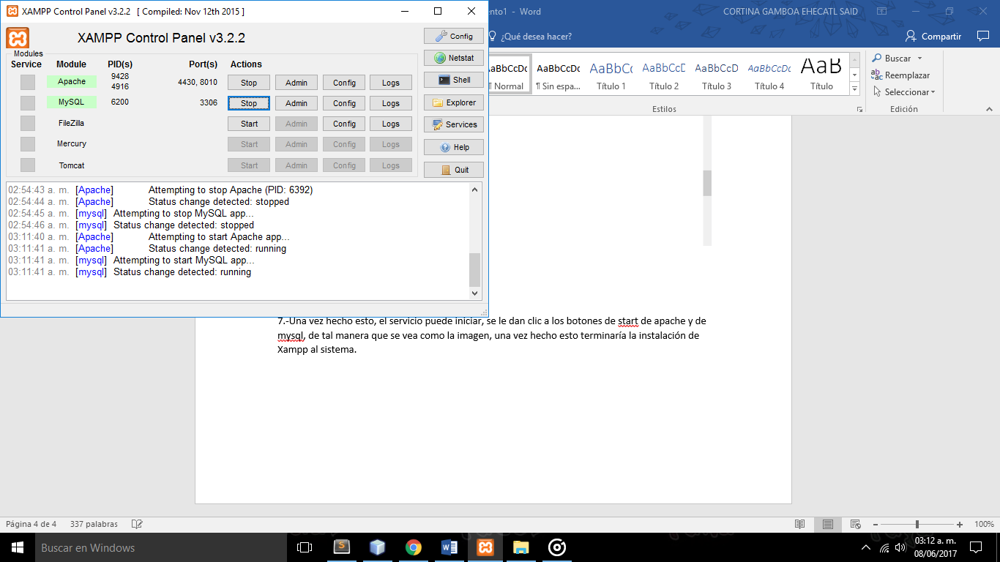 XAMPP Control Panel v3.2.2 [ Compiled: Nov 12th 2015 ]
ento1 - Word
CORTINA GAMBOA EHECATL SAID
XAMPP Control Panel v3.2.2
Config
¿Qué desea hacer?
Compartir
Modules
Service Module PID(s) Port(s) Actions
Netstat
Apache 9428 4916 4430, 8010 Stop Admin Config Logs
Shell
MySQL 6200 3306 Stop Admin Config Logs
Explorer
FileZilla Start Admin Config Logs
Services
Mercury Start Admin Config Logs
Help
Tomcat Start Admin Config Logs
Quit
AaBbCcDc AaBbCcDc AaBbCc AaBbCcD AaBbCcD AaBbCcDc AaB
¶ Normal ¶ Sin espa... Título 1 Título 2 Título 3 Título 4 Título
Estilos
Buscar
Reemplazar
Seleccionar
Edición
02:54:43 a. m. [Apache] Attempting to stop Apache (PID: 6392)
02:54:44 a. m. [Apache] Status change detected: stopped
02:54:45 a. m. [mysql] Attempting to stop MySQL app...
02:54:46 a. m. [mysql] Status change detected: stopped
03:11:40 a. m. [Apache] Attempting to start Apache app...
03:11:41 a. m. [Apache] Status change detected: running
03:11:41 a. m. [mysql] Attempting to start MySQL app...
03:11:41 a. m. [mysql] Status change detected: running
7.-Una vez hecho esto, el servicio puede iniciar, se le dan clic a los botones de start de apache y de
mysql, de tal manera que se vea como la imagen, una vez hecho esto terminaría la instalación de
Xampp al sistema.
Página 4 de 4 337 palabras
100%
Buscar en Windows
03:12 a. m.
08/06/2017